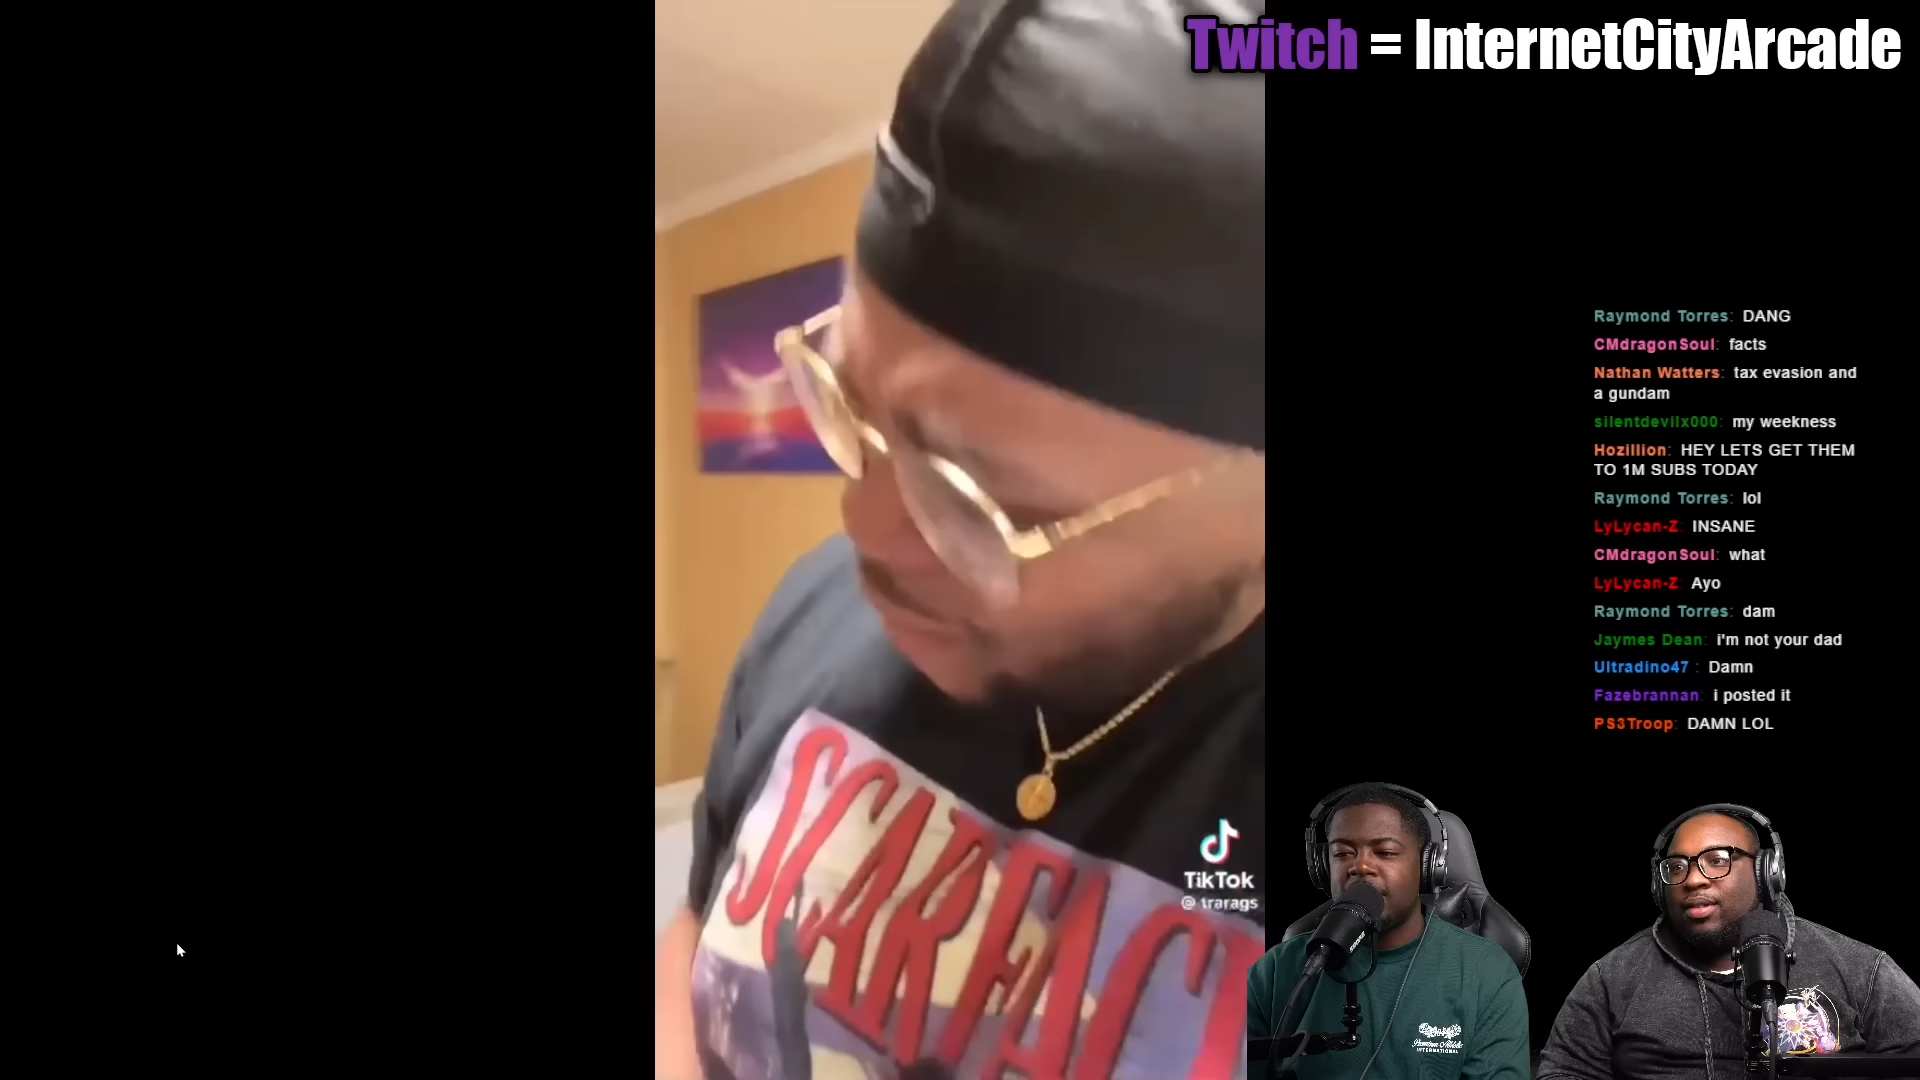 Twitch = InternetCityArcade
Raymond Torres: DANG
CMdragonSoul: facts
Nathan Watters: tax evasion and
a gundam
silentdevilx000: my weekness
Hozillion: HEY LETS GET THEM
TO 1M SUBS TODAY
Raymond Torres: lol
LyLycan-Z: INSANE
CMdragonSoul: what
LyLycan-Z: Ayo
Raymond Torres: dam
Jaymes Dean: i'm not your dad
Ultradino47 : Damn
Fazebrannan: i posted it
PS3Troop: DAMN LOL
SCARFAC
TikTok
@ trarags
INTERNATIONAL